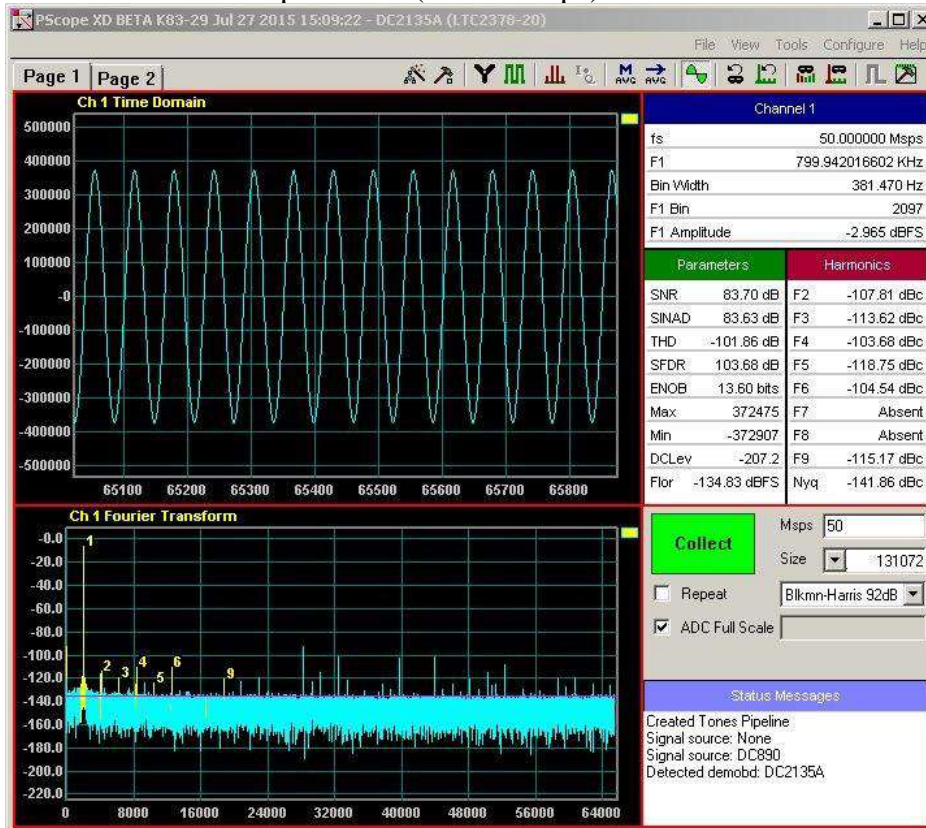 PScope XD BETA K83-29 Jul 27 2015 15:09:22 - DC2135A (LTC2378-20)
File View Tools Configure Help
Page 1 Page 2
M AVG AVG
Ch 1 Time Domain
500000
400000
300000
200000
100000
-0
-100000
-200000
-300000
-400000
-500000
65100 65200 65300 65400 65500 65600 65700 65800
Channel 1
fs 50.000000 Msps
F1 799.942016602 KHz
Bin Width 381.470 Hz
F1 Bin 2097
F1 Amplitude -2.965 dBFS
Parameters Harmonics
SNR 83.70 dB F2 -107.81 dBc
SINAD 83.63 dB F3 -113.62 dBc
THD -101.86 dB F4 -103.68 dBc
SFDR 103.68 dB F5 -118.75 dBc
ENOB 13.60 bits F6 -104.54 dBc
Max 372475 F7 Absent
Min -372907 F8 Absent
DCLev -207.2 F9 -115.17 dBc
Flor -134.83 dBFS Nyq -141.86 dBc
Ch 1 Fourier Transform
-0.0
-20.0
-40.0
-60.0
-80.0
-100.0
-120.0
-140.0
-160.0
-180.0
-200.0
-220.0
1
2 3 4 5 6 9
0 8000 16000 24000 32000 40000 48000 56000 64000
Collect
Msps 50
Size 131072
Repeat Blkmn-Harris 92dB
ADC Full Scale
Status Messages
Created Tones Pipeline
Signal source: None
Signal source: DC890
Detected demobd: DC2135A